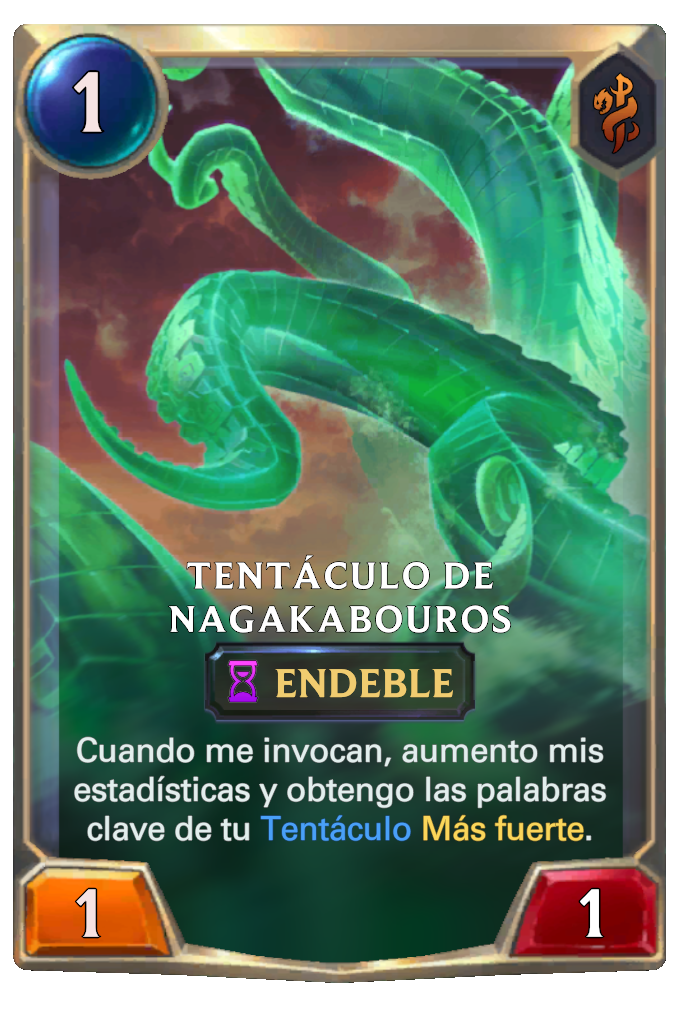 1
TENTÁCULO DE
NAGAKABOUROS
ENDEBLE
Cuando me invocan, aumento mis
estadísticas y obtengo las palabras
clave de tu Tentáculo Más fuerte.
1
1